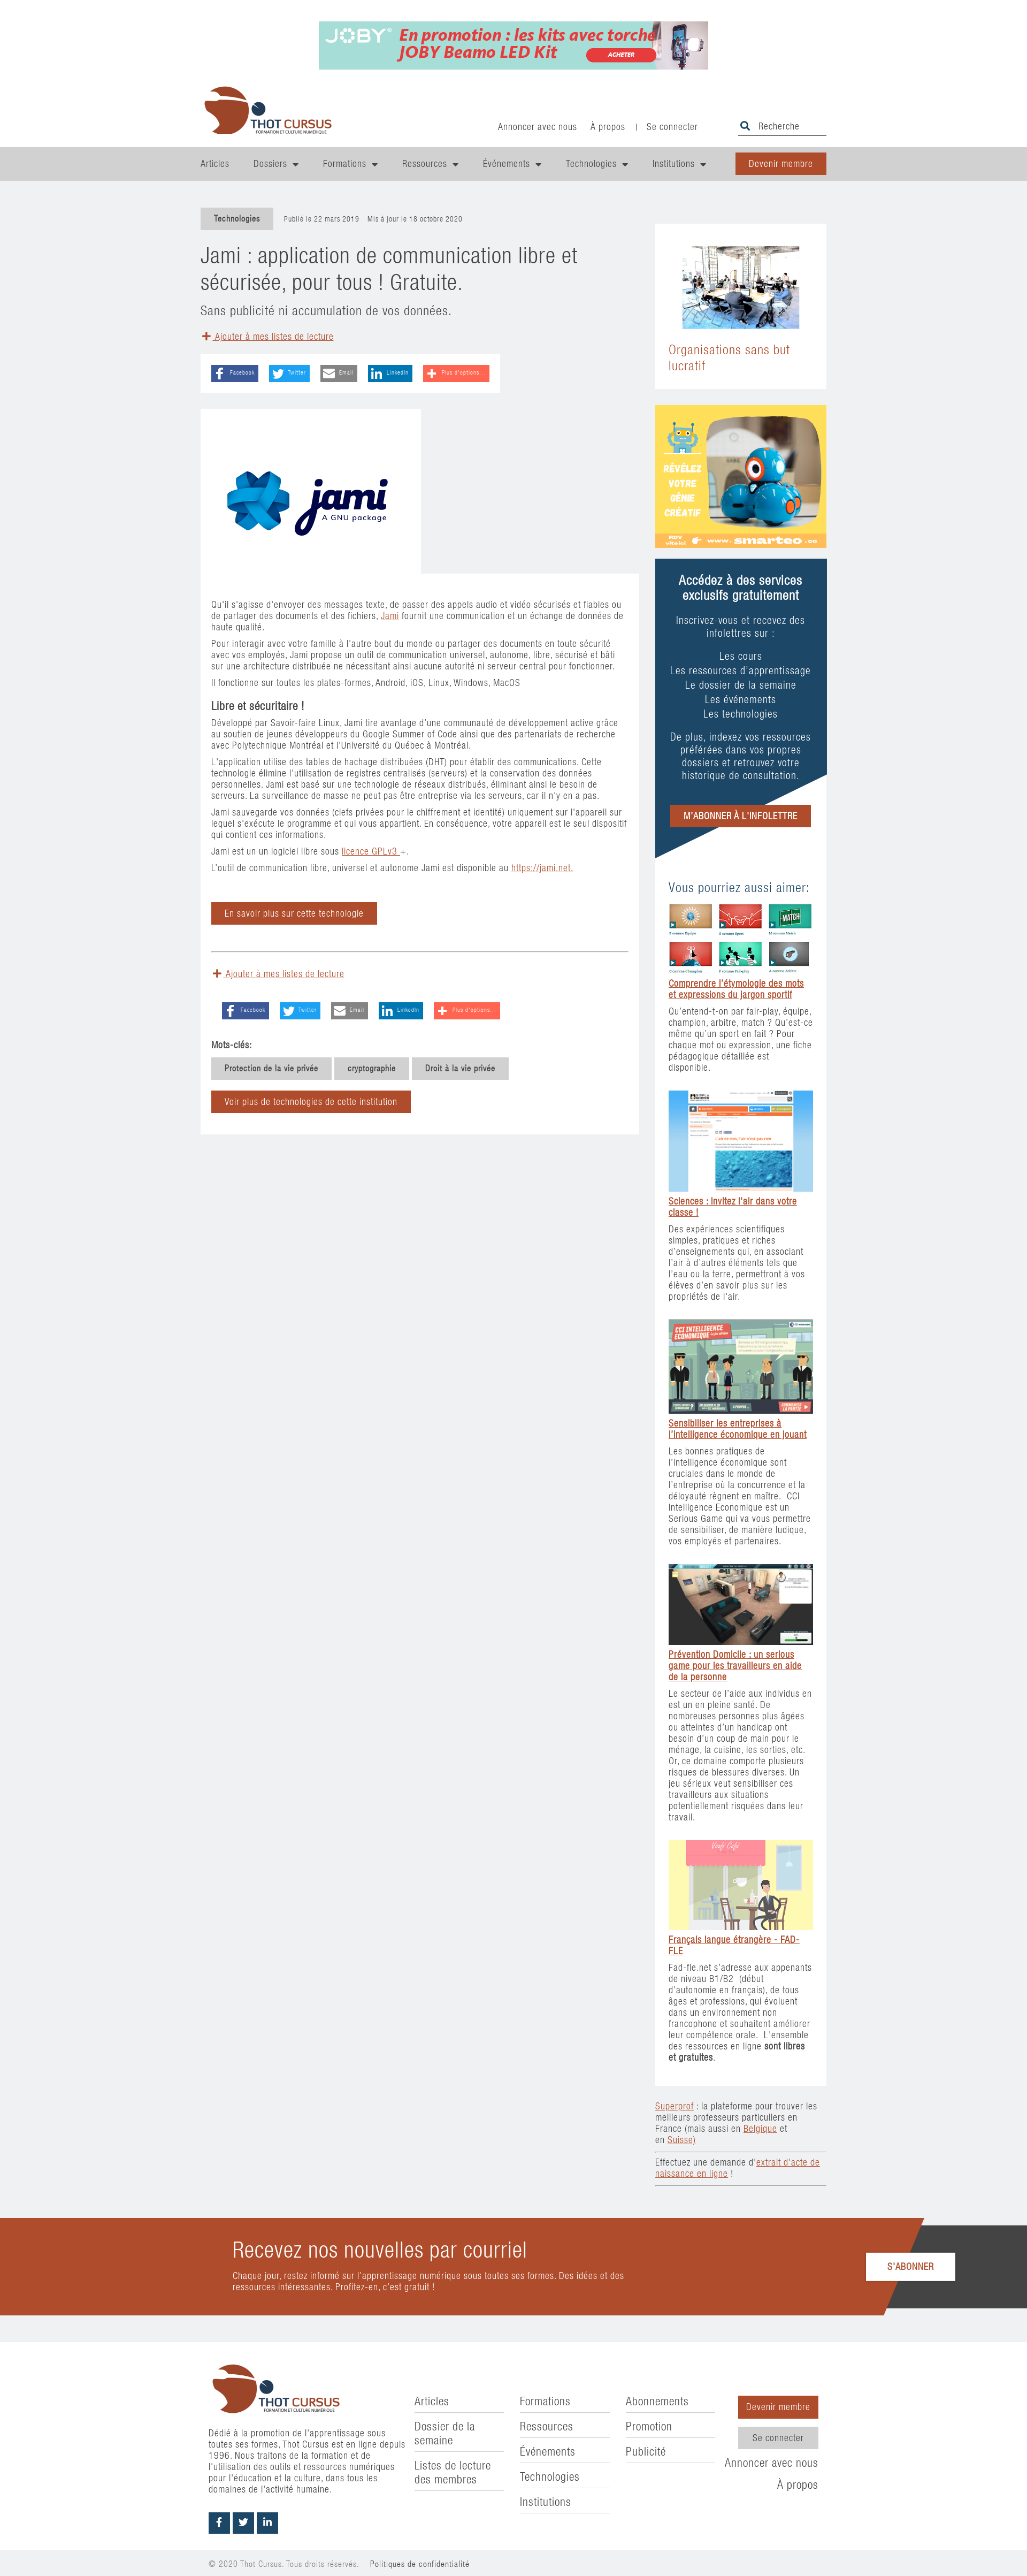 JOBY
En promotion : les kits avec torche
JOBY Beamo LED Kit
ACHETER
THOT CURSUS
FORMATION ET CULTURE NUMÉRIQUE
Annoncer avec nous
À propos
|
Se connecter
Recherche
Articles
Dossiers
Formations
Ressources
Événements
Technologies
Institutions
Devenir membre
Technologies
Publié le 22 mars 2019 Mis à jour le 18 octobre 2020
Jami : application de communication libre et
sécurisée, pour tous ! Gratuite.
Sans publicité ni accumulation de vos données.
Ajouter à mes listes de lecture
Facebook
Twitter
Email
LinkedIn
Plus d'options...
jami
A GNU package
Qu'il s'agisse d'envoyer des messages texte, de passer des appels audio et vidéo sécurisés et fiables ou
de partager des documents et des fichiers, Jami fournit une communication et un échange de données de
haute qualité.
Pour interagir avec votre famille à l'autre bout du monde ou partager des documents en toute sécurité
avec vos employés, Jami propose un outil de communication universel, autonome, libre, sécurisé et bâti
sur une architecture distribuée ne nécessitant ainsi aucune autorité ni serveur central pour fonctionner.
Il fonctionne sur toutes les plates-formes, Android, iOS, Linux, Windows, MacOS
Libre et sécuritaire !
Développé par Savoir-faire Linux, Jami tire avantage d'une communauté de développement active grâce
au soutien de jeunes développeurs du Google Summer of Code ainsi que des partenariats de recherche
avec Polytechnique Montréal et l'Université du Québec à Montréal.
L'application utilise des tables de hachage distribuées (DHT) pour établir des communications. Cette
technologie élimine l'utilisation de registres centralisés (serveurs) et la conservation des données
personnelles. Jami est basé sur une technologie de réseaux distribués, éliminant ainsi le besoin de
serveurs. La surveillance de masse ne peut pas être entreprise via les serveurs, car il n'y en a pas.
Jami sauvegarde vos données (clefs privées pour le chiffrement et identité) uniquement sur l'appareil sur
lequel s'exécute le programme et qui vous appartient. En conséquence, votre appareil est le seul dispositif
qui contient ces informations.
Jami est un un logiciel libre sous licence GPLv3 +.
L'outil de communication libre, universel et autonome Jami est disponible au https://jami.net.
En savoir plus sur cette technologie
Ajouter à mes listes de lecture
Facebook
Twitter
Email
LinkedIn
Plus d'options...
Mots-clés:
Protection de la vie privée
cryptographie
Droit à la vie privée
Voir plus de technologies de cette institution
Organisations sans but
lucratif
RÉVÉLEZ
VOTRE
GÉNIE
CRÉATIF
www.smarteo.co
Accédez à des services
exclusifs gratuitement
Inscrivez-vous et recevez des
infolettres sur :
Les cours
Les ressources d'apprentissage
Le dossier de la semaine
Les événements
Les technologies
De plus, indexez vos ressources
préférées dans vos propres
dossiers et retrouvez votre
historique de consultation.
M'ABONNER À L'INFOLETTRE
Vous pourriez aussi aimer:
MATCH
E comme Equipe
S comme Sport
M comme Match
C comme Champion
F comme Fair-play
A comme Arbitre
Comprendre l'étymologie des mots
et expressions du jargon sportif
Qu'entend-t-on par fair-play, équipe,
champion, arbitre, match ? Qu'est-ce
même qu'un sport en fait ? Pour
chaque mot ou expression, une fiche
pédagogique détaillée est
disponible.
Sciences : invitez l'air dans votre
classe !
Des expériences scientifiques
simples, pratiques et riches
d'enseignements qui, en associant
l'air à d'autres éléments tels que
l'eau ou la terre, permettront à vos
élèves d'en savoir plus sur les
propriétés de l'air.
CCI INTELLIGENCE
ECONOMIQUE
Sensibiliser les entreprises à
l'intelligence économique en jouant
Les bonnes pratiques de
l'intelligence économique sont
cruciales dans le monde de
l'entreprise où la concurrence et la
déloyauté règnent en maître. CCI
Intelligence Economique est un
Serious Game qui va vous permettre
de sensibiliser, de manière ludique,
vos employés et partenaires.
Prévention Domicile : un serious
game pour les travailleurs en aide
de la personne
Le secteur de l'aide aux individus en
est un en pleine santé. De
nombreuses personnes plus âgées
ou atteintes d'un handicap ont
besoin d'un coup de main pour le
ménage, la cuisine, les sorties, etc.
Or, ce domaine comporte plusieurs
risques de blessures diverses. Un
jeu sérieux veut sensibiliser ces
travailleurs aux situations
potentiellement risquées dans leur
travail.
Français langue étrangère - FAD-
FLE
Fad-fle.net s'adresse aux appenants
de niveau B1/B2 (début
d'autonomie en français), de tous
âges et professions, qui évoluent
dans un environnement non
francophone et souhaitent améliorer
leur compétence orale. L'ensemble
des ressources en ligne sont libres
et gratuites.
Superprof : la plateforme pour trouver les
meilleurs professeurs particuliers en
France (mais aussi en Belgique et
en Suisse)
Effectuez une demande d'extrait d'acte de
naissance en ligne !
Recevez nos nouvelles par courriel
Chaque jour, restez informé sur l'apprentissage numérique sous toutes ses formes. Des idées et des
ressources intéressantes. Profitez-en, c'est gratuit !
S'ABONNER
THOT CURSUS
FORMATION ET CULTURE NUMÉRIQUE
Dédié à la promotion de l'apprentissage sous
toutes ses formes, Thot Cursus est en ligne depuis
1996. Nous traitons de la formation et de
l'utilisation des outils et ressources numériques
pour l'éducation et la culture, dans tous les
domaines de l'activité humaine.
Articles
Dossier de la
semaine
Listes de lecture
des membres
Formations
Ressources
Événements
Technologies
Institutions
Abonnements
Promotion
Publicité
Devenir membre
Se connecter
Annoncer avec nous
À propos
© 2020 Thot Cursus. Tous droits réservés. Politiques de confidentialité